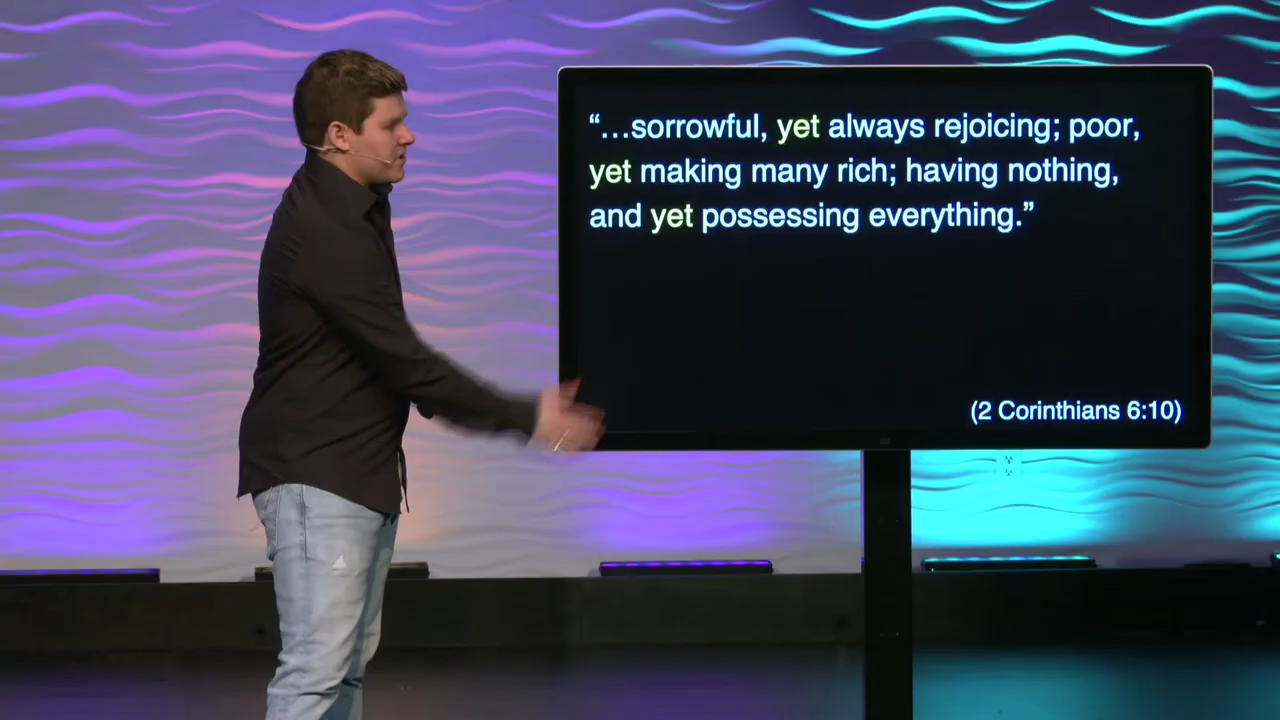 “…sorrowful, yet always rejoicing; poor,
yet making many rich; having nothing,
and yet possessing everything.”
(2 Corinthians 6:10)